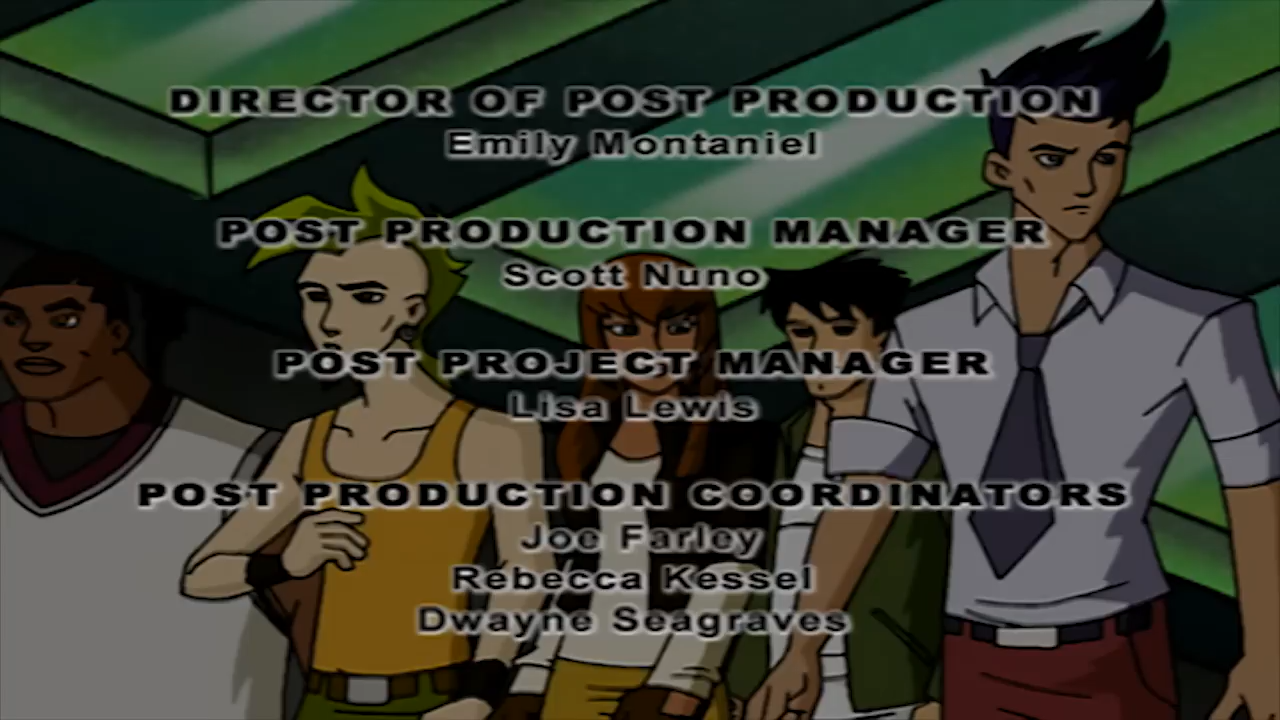 DIRECTOR OF POST PRODUCTION
Emily Montaniel
POST PRODUCTION MANAGER
Scott Nuno
POST PROJECT MANAGER
Lisa Lewis
POST PRODUCTION COORDINATORS
Joe Farley
Rebecca Kessel
Dwayne Seagraves